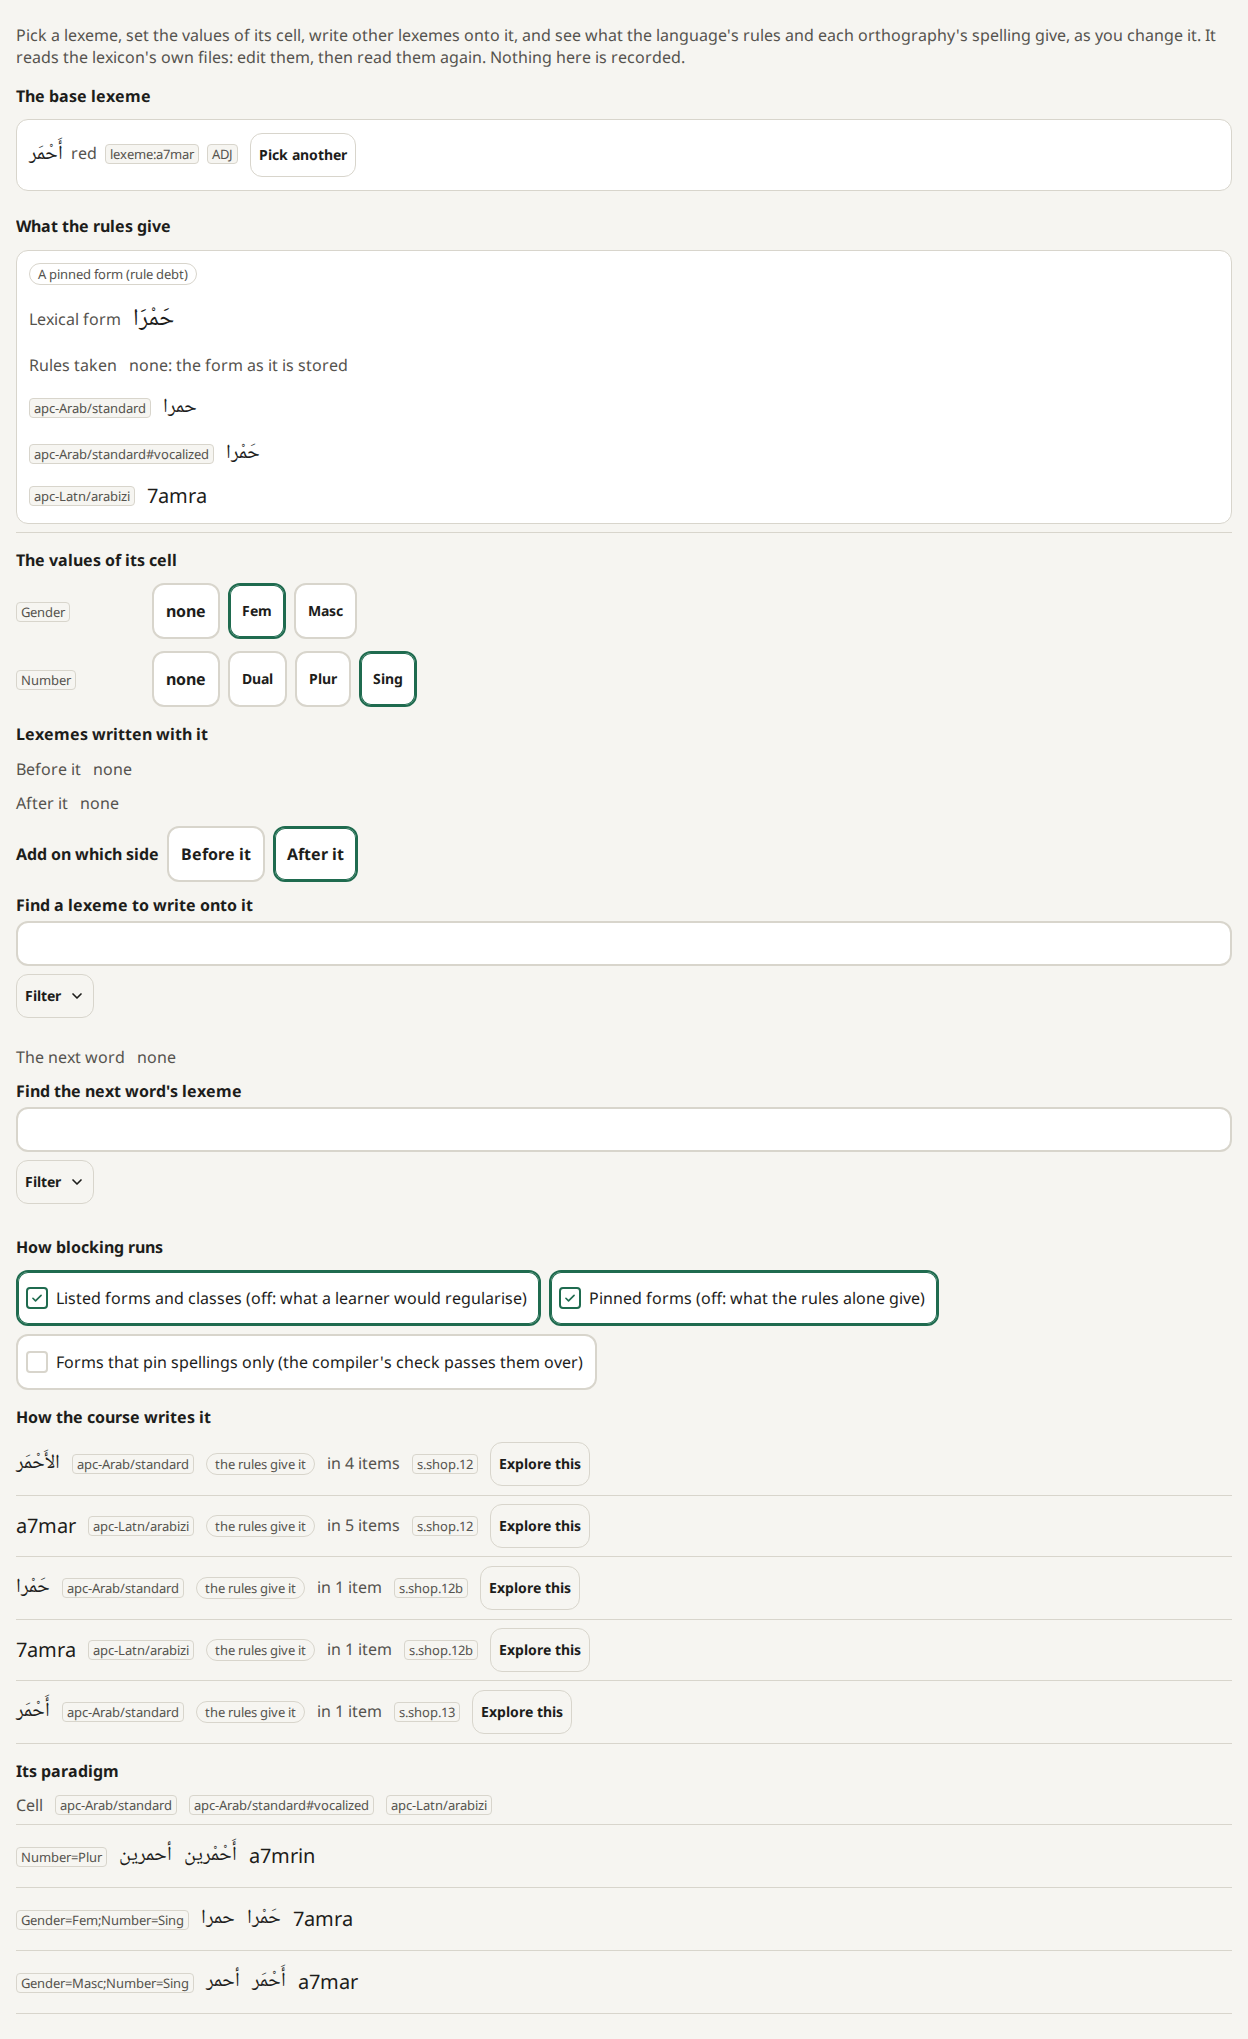 Pick a lexeme, set the values of its cell, write other lexemes onto it, and see what the language's rules and each orthography's spelling give, as you change it. It
reads the lexicon's own files: edit them, then read them again. Nothing here is recorded.
The base lexeme
أَحْمَر red lexeme:a7mar ADJ Pick another
What the rules give
A pinned form (rule debt)
Lexical form حَمْرَا
Rules taken none: the form as it is stored
apc-Arab/standard حمرا
apc-Arab/standard#vocalized حَمْرا
apc-Latn/arabizi 7amra
The values of its cell
Gender none Fem Masc
Number none Dual Plur Sing
Lexemes written with it
Before it none
After it none
Add on which side Before it After it
Find a lexeme to write onto it
Filter
The next word none
Find the next word's lexeme
Filter
How blocking runs
Listed forms and classes (off: what a learner would regularise) Pinned forms (off: what the rules alone give)
Forms that pin spellings only (the compiler's check passes them over)
How the course writes it
الأَحْمَر apc-Arab/standard the rules give it in 4 items s.shop.12 Explore this
a7mar apc-Latn/arabizi the rules give it in 5 items s.shop.12 Explore this
حَمْرا apc-Arab/standard the rules give it in 1 item s.shop.12b Explore this
7amra apc-Latn/arabizi the rules give it in 1 item s.shop.12b Explore this
أَحْمَر apc-Arab/standard the rules give it in 1 item s.shop.13 Explore this
Its paradigm
Cell apc-Arab/standard apc-Arab/standard#vocalized apc-Latn/arabizi
Number=Plur أحمرين أَحْمْرين a7mrin
Gender=Fem;Number=Sing حمرا حَمْرا 7amra
Gender=Masc;Number=Sing أحمر أَحْمَر a7mar